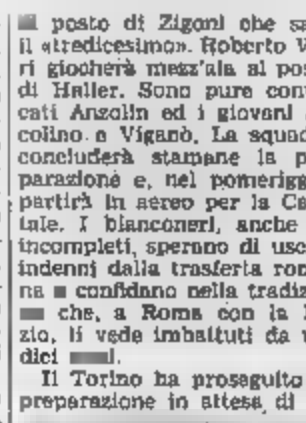 posto di Zigoni che sa
il «tredicesimo». Roberto V
ri giocherà mezz'ala al pos
di Haller. Sono pure con
cati Anzolin ed i giovani
colino e Viganò. La squad
concluderà stamane la p
parazione e, nel pomerigg
partirà in aereo per la Ca
tale. I bianconeri, anche
incompleti, sperano di usc
indenni dalla trasferta ro
na confidano nella tradiz
che, a Roma con la
zio, li vede imbattuti da
dici
Il Torino ha proseguito
preparazione in attesa di